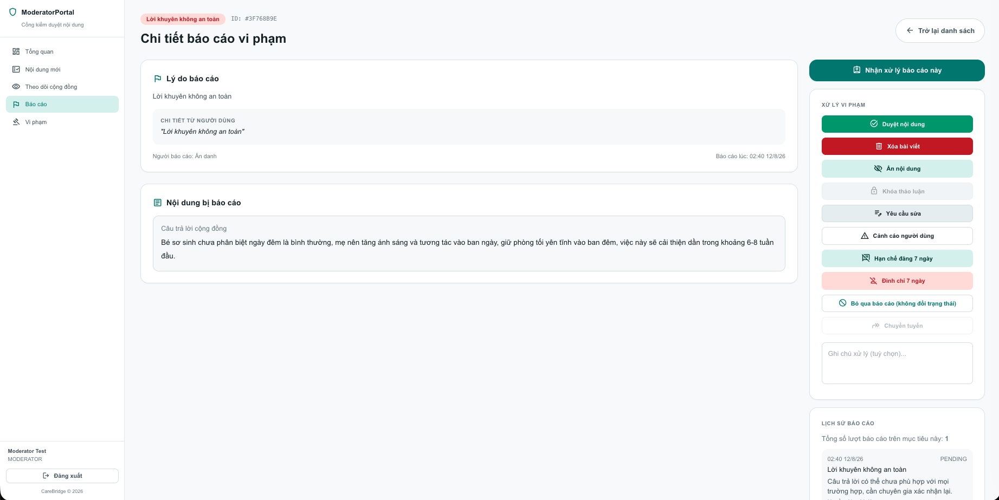 ModeratorPortal
Cổng kiểm duyệt nội dung
Tổng quan
Nội dung mới
Theo dõi cộng đồng
Báo cáo
Vi phạm
Moderator Test
MODERATOR
Đăng xuất
CareBridge © 2026
Lời khuyên không an toàn
ID: #3F768B9E
Chi tiết báo cáo vi phạm
Trở lại danh sách
Lý do báo cáo
Lời khuyên không an toàn
CHI TIẾT TỪ NGƯỜI DÙNG
"Lời khuyên không an toàn"
Người báo cáo: Ẩn danh
Báo cáo lúc: 02:40 12/8/26
Nội dung bị báo cáo
Câu trả lời cộng đồng
Bé sơ sinh chưa phân biệt ngày đêm là bình thường, mẹ nên tăng ánh sáng và tương tác vào ban ngày, giữ phòng tối yên tĩnh vào ban đêm, việc này sẽ cải thiện dần trong khoảng 6-8 tuần
đầu.
Nhận xử lý báo cáo này
XỬ LÝ VI PHẠM
Duyệt nội dung
Xóa bài viết
Ẩn nội dung
Khóa thảo luận
Yêu cầu sửa
Cảnh cáo người dùng
Hạn chế đăng 7 ngày
Đình chỉ 7 ngày
Bỏ qua báo cáo (không đổi trạng thái)
Chuyển tuyến
Ghi chú xử lý (tuỳ chọn)...
LỊCH SỬ BÁO CÁO
Tổng số lượt báo cáo trên mục tiêu này: 1
02:40 12/8/26
PENDING
Lời khuyên không an toàn
Câu trả lời có thể chưa phù hợp với mọi
trường hợp, cần chuyên gia xác nhận lại.